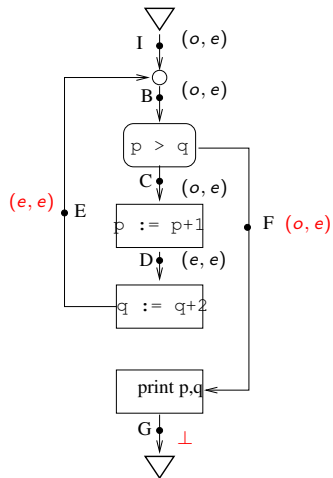 I (o, e)
B (o, e)
p > q
C (o, e)
(e, e) E
p := p+1
F (o, e)
D (e, e)
q := q+2
print p,q
G ⊥